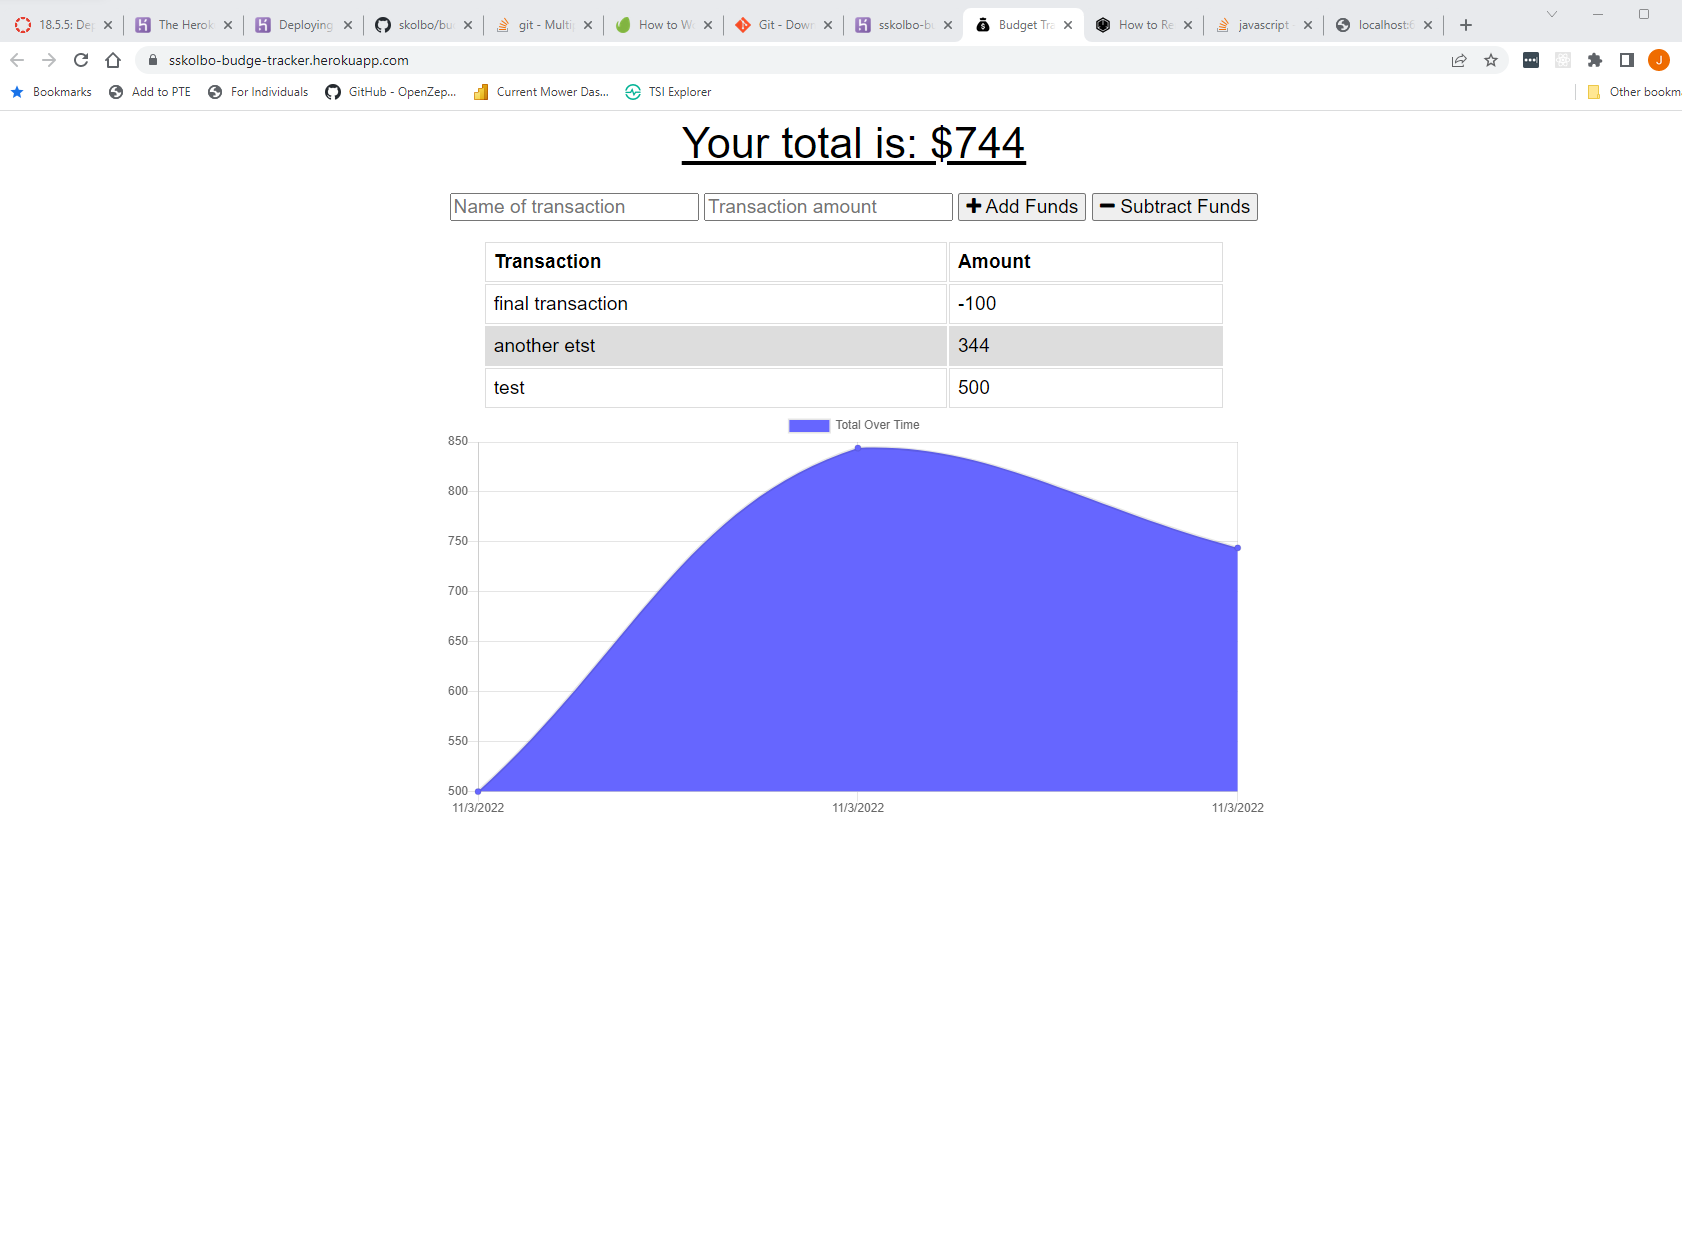 18.5.5: De
The Herok
Deploying
skolbo/bu
git - Multi
How to W
Git - Down
sskolbo-b
Budget Tra
How to Re
javascript
localhost:
sskolbo-budge-tracker.herokuapp.com
J
Bookmarks
Add to PTE
For Individuals
GitHub - OpenZep...
Current Mower Das...
TSI Explorer
Other bookm
Your total is: $744
Name of transaction Transaction amount Add Funds Subtract Funds
Transaction Amount
final transaction -100
another etst 344
test 500
Total Over Time
850
800
750
700
650
600
550
500
11/3/2022 11/3/2022 11/3/2022